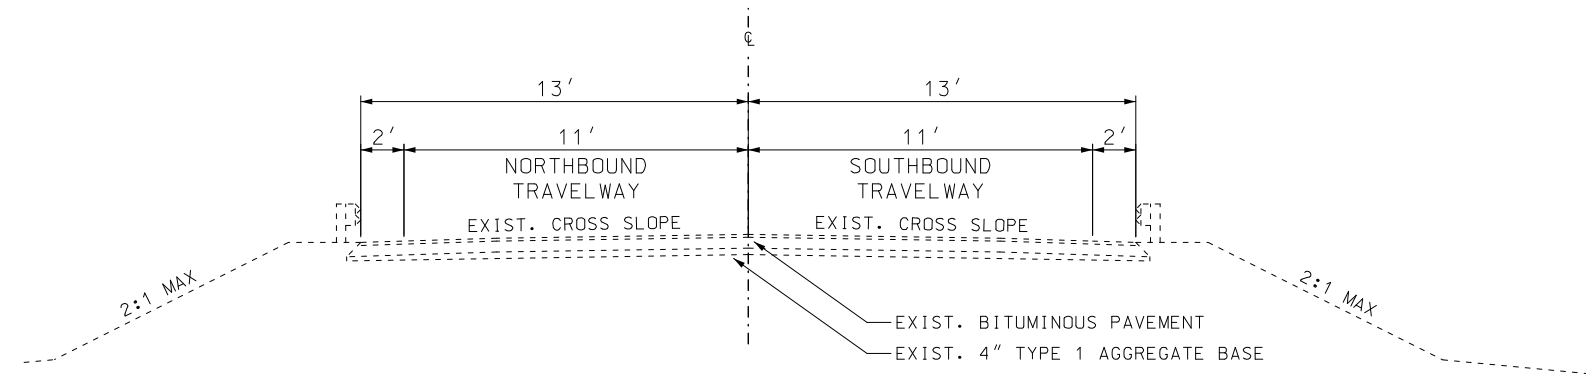 ℄
13' 13'
2' 11' 11' 2'
NORTHBOUND
TRAVELWAY
SOUTHBOUND
TRAVELWAY
EXIST. CROSS SLOPE EXIST. CROSS SLOPE
2:1 MAX 2:1 MAX
EXIST. BITUMINOUS PAVEMENT
EXIST. 4" TYPE 1 AGGREGATE BASE